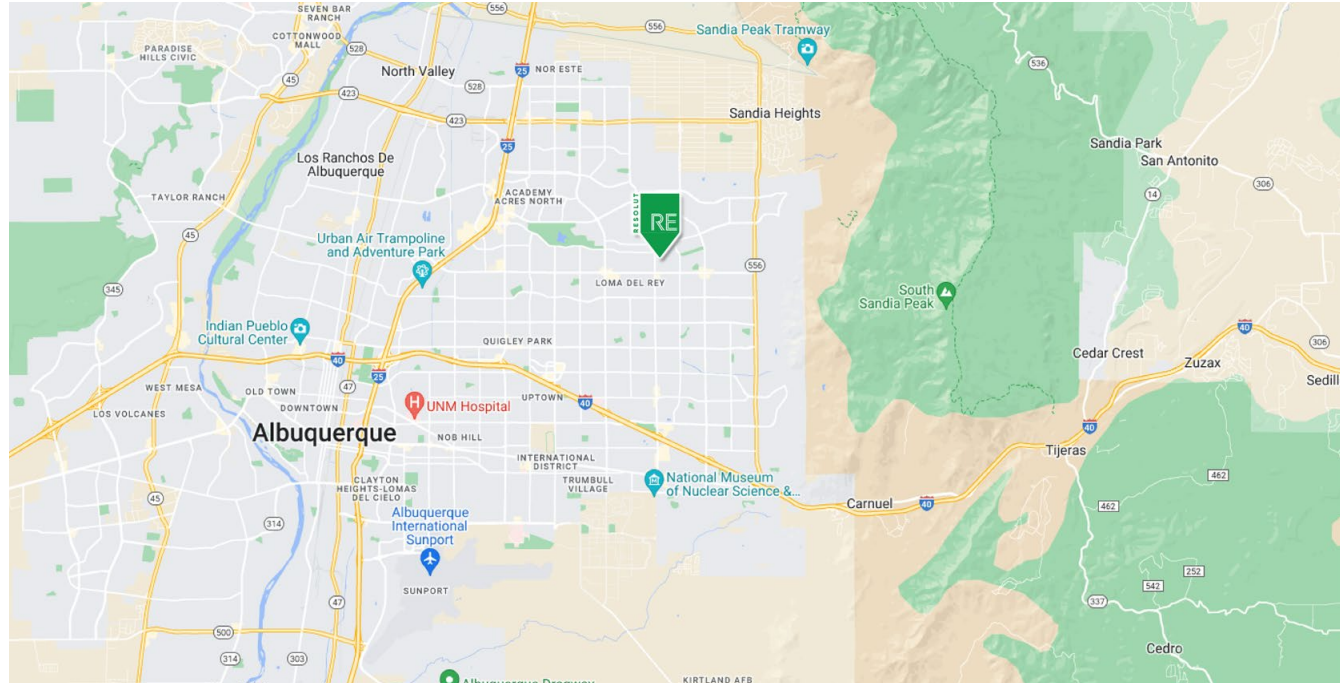 SEVEN BAR
RANCH
556
556
Sandia Peak Tramway
COTTONWOOD
MALL
PARADISE
HILLS CIVIC
528
North Valley
25
NOR ESTE
536
45
528
423
423
Sandia Heights
25
Sandia Park
San Antonito
Los Ranchos De
Albuquerque
306
14
TAYLOR RANCH
ACADEMY
ACRES NORTH
RESOLUT
RE
45
Urban Air Trampoline
and Adventure Park
556
LOMA DEL REY
345
South
Sandia Peak
Indian Pueblo
Cultural Center
40
306
QUIGLEY PARK
40
Cedar Crest
Zuzax
25
Sedill
WEST MESA
OLD TOWN
47
UPTOWN
40
LOS VOLCANES
DOWNTOWN
UNM Hospital
40
Albuquerque
NOB HILL
Tijeras
INTERNATIONAL
DISTRICT
462
CLAYTON
HEIGHTS-LOMAS
DEL CIELO
TRUMBULL
VILLAGE
National Museum
of Nuclear Science &...
45
Carnuel
40
462
314
Albuquerque
International
Sunport
252
542
SUNPORT
47
337
500
Cedro
314
303
KIRTLAND AFB
Albuquerque Dragway